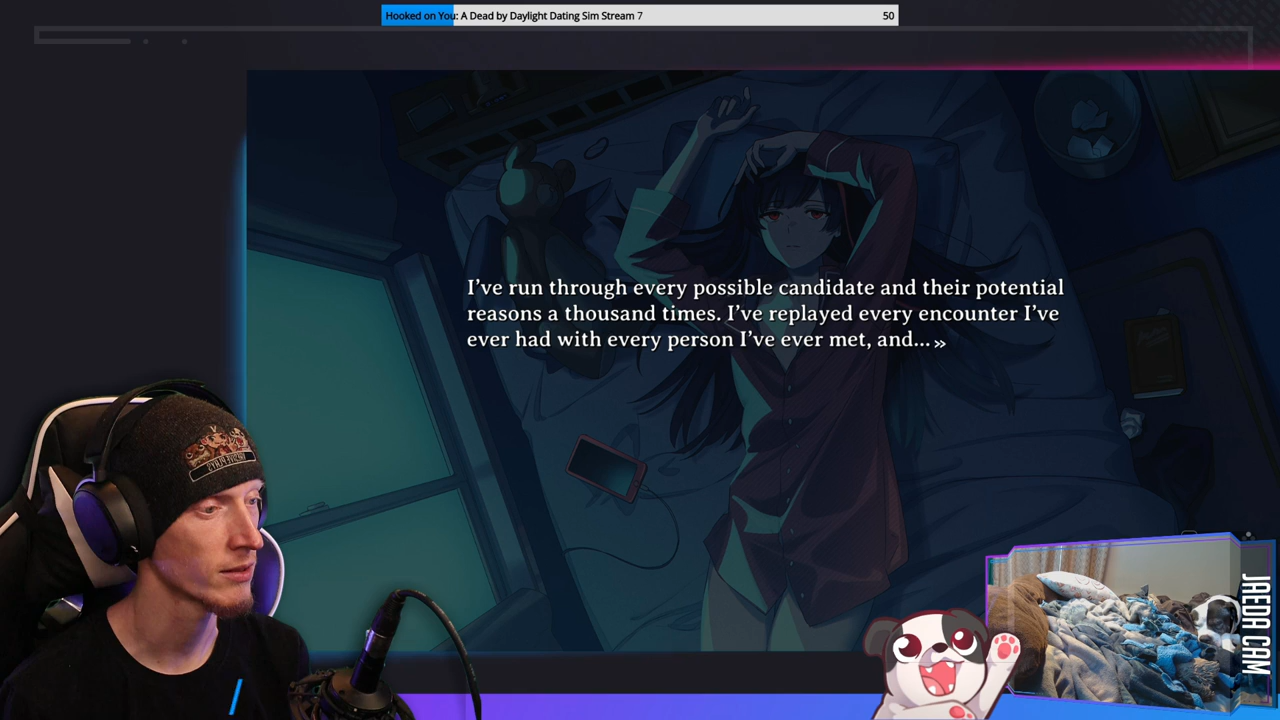 Hooked on You: A Dead by Daylight Dating Sim Stream 7 50
I've run through every possible candidate and their potential
reasons a thousand times. I've replayed every encounter I've
ever had with every person I've ever met, and... »
JAEDA CAM